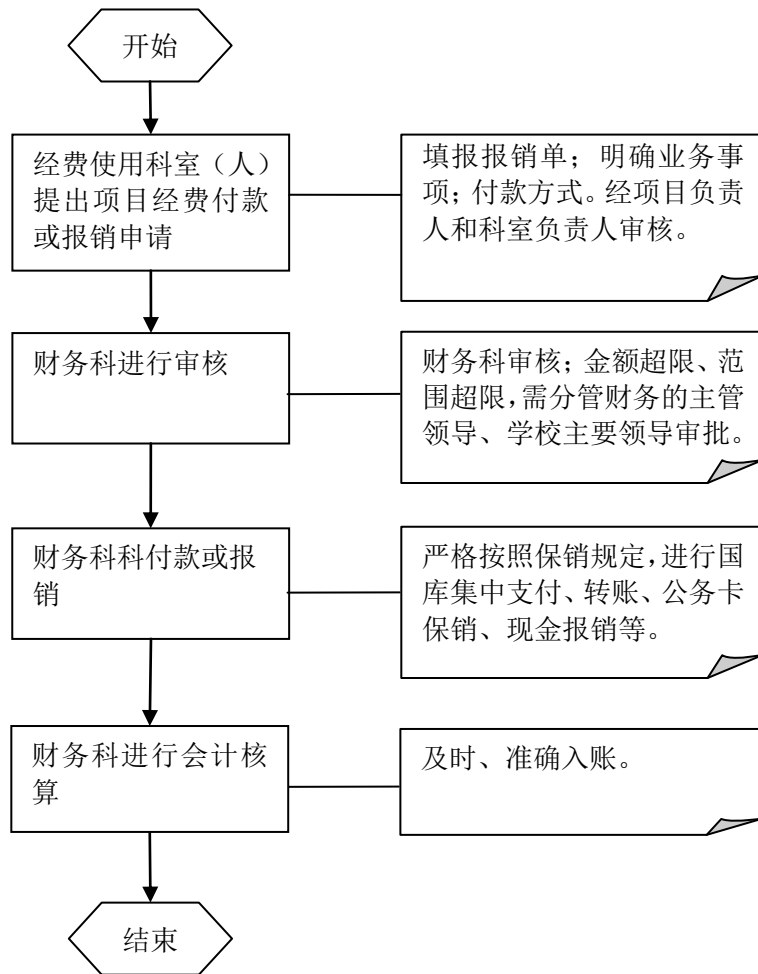 开始
经费使用科室（人）
提出项目经费付款
或报销申请
填报报销单；明确业务事
项；付款方式。经项目负责
人和科室负责人审核。
财务科进行审核
财务科审核；金额超限、范
围超限，需分管财务的主管
领导、学校主要领导审批。
财务科科付款或报
销
严格按照保销规定，进行国
库集中支付、转账、公务卡
保销、现金报销等。
财务科进行会计核
算
及时、准确入账。
结束